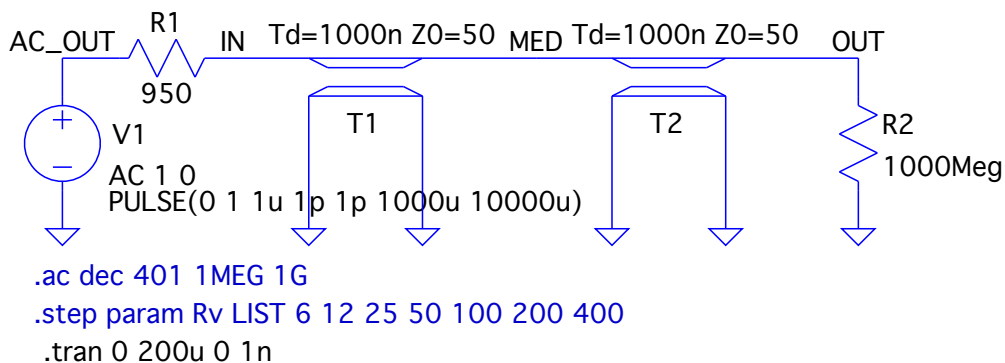 R1
AC_OUT
IN
Td=1000n Z0=50
MED
Td=1000n Z0=50
OUT
950
V1
T1
T2
R2
1000Meg
AC 1 0
PULSE(0 1 1u 1p 1p 1000u 10000u)
.ac dec 401 1MEG 1G
.step param Rv LIST 6 12 25 50 100 200 400
.tran 0 200u 0 1n